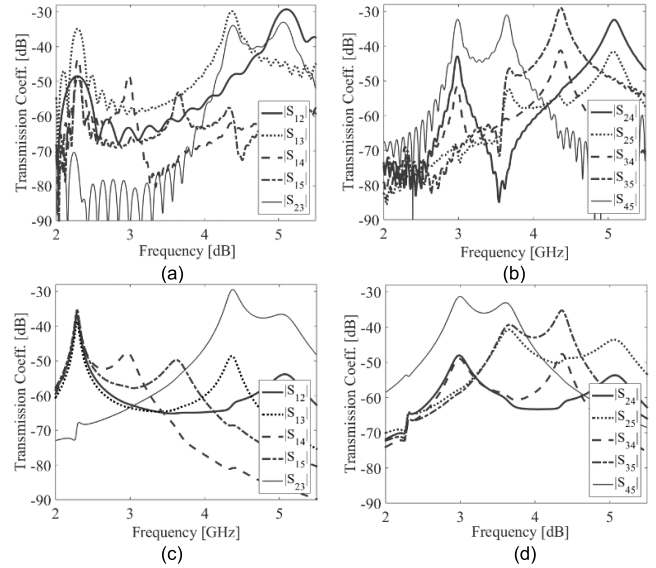 Transmission Coeff. [dB]
-30
-40
-50
-60
-70
-80
-90
2
3
4
5
Frequency [dB]
|S12|
|S13|
|S14|
|S15|
|S23|
(a)
Transmission Coeff. [dB]
-30
-40
-50
-60
-70
-80
-90
2
3
4
5
Frequency [GHz]
|S24|
|S25|
|S34|
|S35|
|S45|
(b)
Transmission Coeff. [dB]
-30
-40
-50
-60
-70
-80
-90
2
3
4
5
Frequency [GHz]
|S12|
|S13|
|S14|
|S15|
|S23|
(c)
Transmission Coeff. [dB]
-30
-40
-50
-60
-70
-80
-90
2
3
4
5
Frequency [dB]
|S24|
|S25|
|S34|
|S35|
|S45|
(d)